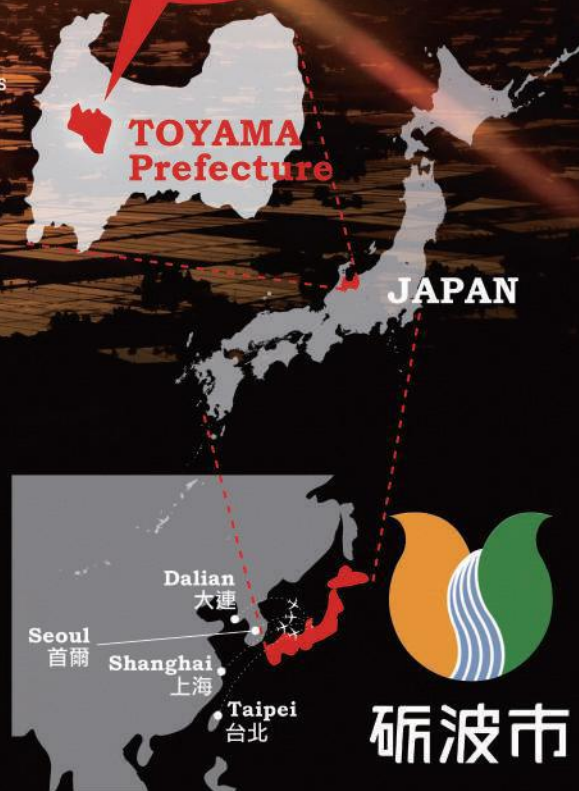 s
TOYAMA
Prefecture
JAPAN
Dalian
大連
Seoul
首爾
Shanghai
上海
Taipei
台北
砺波市